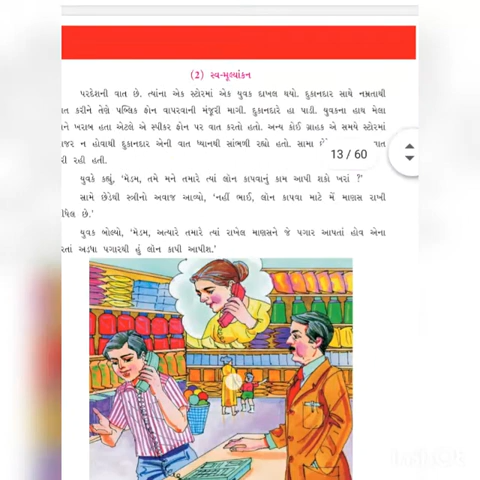 (2) સ્વ-મૂલ્યાંકન
પરદેશની વાત છે. ત્યાંના એક સ્ટોરમાં એક યુવક દાખલ થયો. દુકાનદાર સાથે નમ્રતાથી
ાત કરીને તેણે પબ્લિક ફોન વાપરવાની મંજૂરી માગી. દુકાનદારે હા પાડી. યુવકના હાથ મેલા
ને ખરાબ હતા એટલે એ સ્પીકર ફોન પર વાત કરતો હતો. અન્ય કોઈ ગ્રાહક એ સમયે સ્ટોરમાં
ાજર ન હોવાથી દુકાનદાર એની વાત ધ્યાનથી સાંભળી રહ્યો હતો. સામા છે ાત
રી રહી હતી.
13 / 60
યુવકે કહ્યું, ‘મેડમ, તમે મને તમારે ત્યાં લોન કાપવાનું કામ આપી શકો ખરાં ?’
સામે છેડેથી સ્ત્રીનો અવાજ આવ્યો, ‘નહીં ભાઈ, લોન કાપવા માટે મેં માણસ રાખી
ધેલ છે.’
યુવક બોલ્યો, ‘મેડમ, અત્યારે તમારે ત્યાં રાખેલ માણસને જે પગાર આપતાં હોવ એના
રતાં અડધા પગારથી હું લોન કાપી આપીશ.’